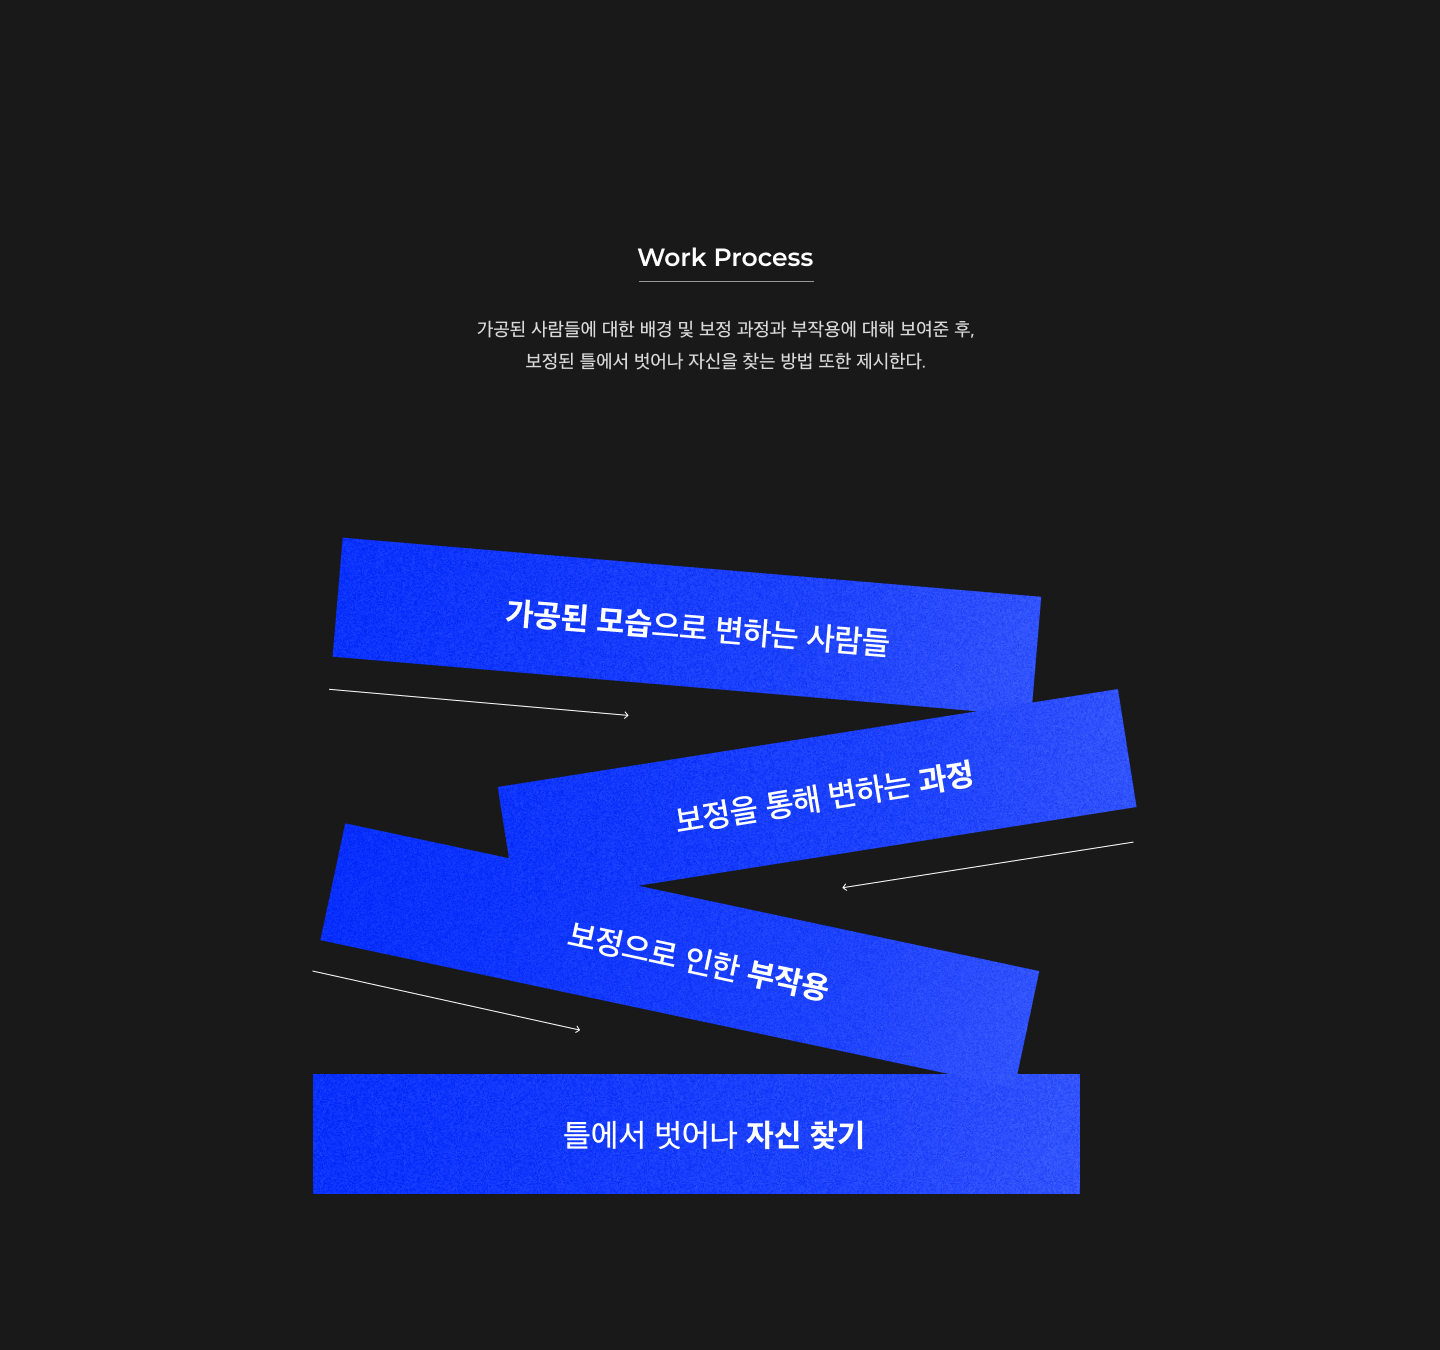 Work Process
가공된 사람들에 대한 배경 및 보정 과정과 부작용에 대해 보여준 후,
보정된 틀에서 벗어나 자신을 찾는 방법 또한 제시한다.
가공된 모습으로 변하는 사람들
보정을 통해 변하는 과정
보정으로 인한 부작용
틀에서 벗어나 자신 찾기